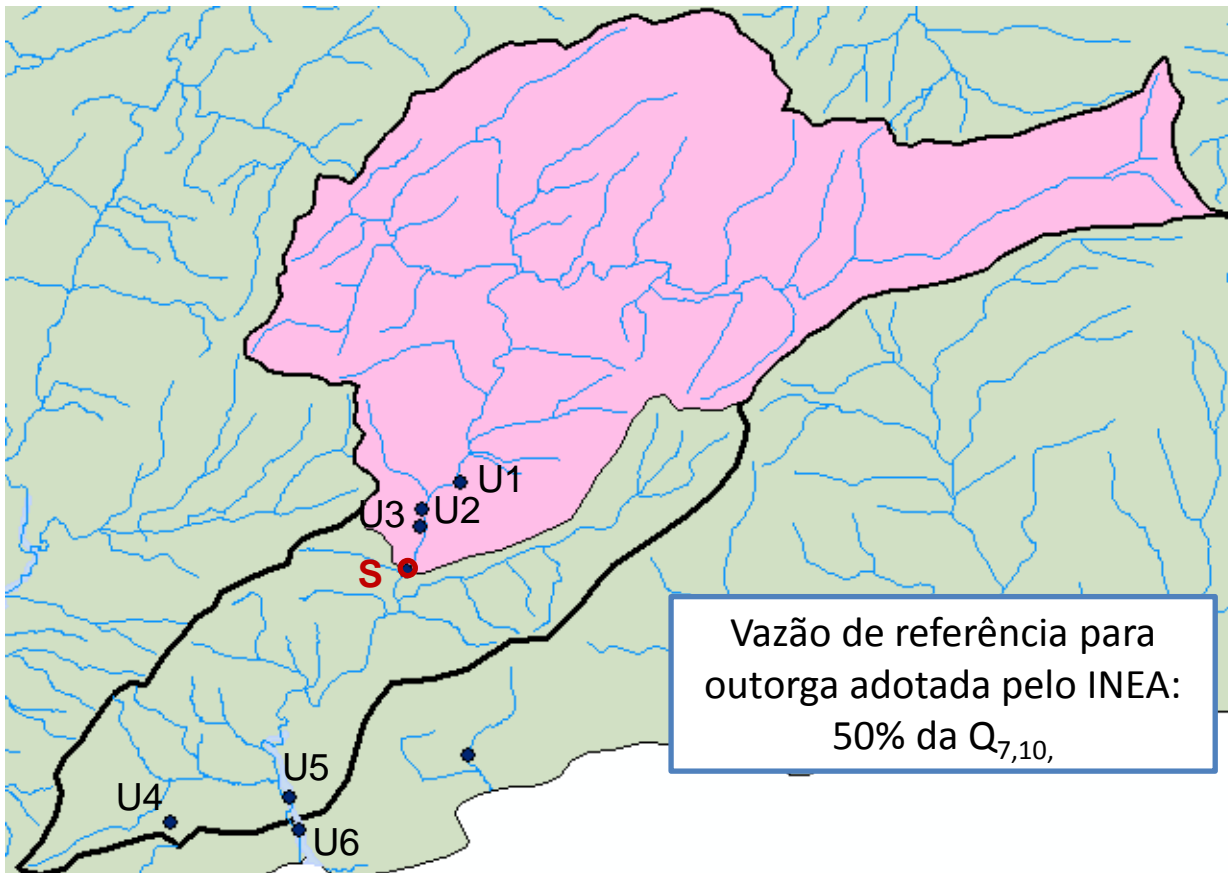 U1
U2
U3
S
Vazão de referência para
outorga adotada pelo INEA:
50% da Q7,10,
U5
U4
U6